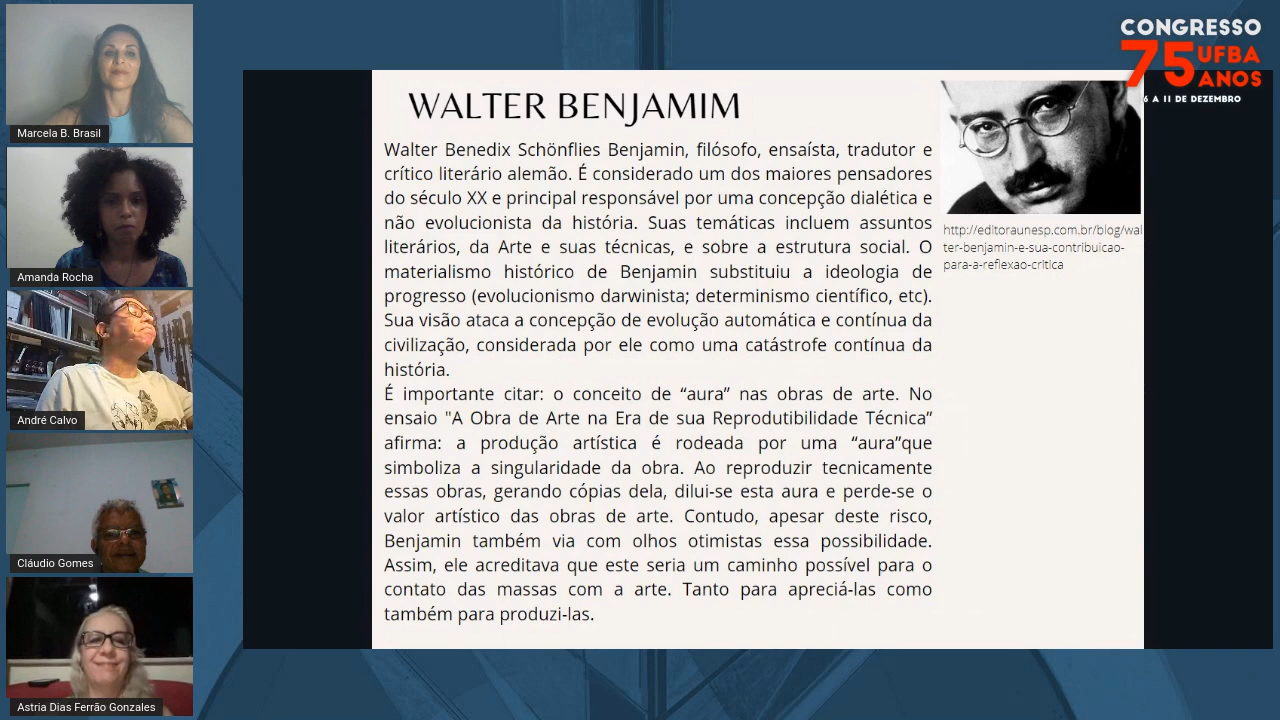 CONGRESSO
75 UFBA
ANOS
6 A 11 DE DEZEMBRO
Marcela B. Brasil
Amanda Rocha
André Calvo
Cláudio Gomes
Astria Dias Ferrão Gonzales
WALTER BENJAMIM
Walter Benedix Schönflies Benjamin, filósofo, ensaísta, tradutor e
crítico literário alemão. É considerado um dos maiores pensadores
do século XX e principal responsável por uma concepção dialética e
não evolucionista da história. Suas temáticas incluem assuntos
literários, da Arte e suas técnicas, e sobre a estrutura social. O
materialismo histórico de Benjamin substituiu a ideologia de
progresso (evolucionismo darwinista; determinismo científico, etc).
Sua visão ataca a concepção de evolução automática e contínua da
civilização, considerada por ele como uma catástrofe contínua da
história.
É importante citar: o conceito de “aura” nas obras de arte. No
ensaio "A Obra de Arte na Era de sua Reprodutibilidade Técnica”
afirma: a produção artística é rodeada por uma “aura”que
simboliza a singularidade da obra. Ao reproduzir tecnicamente
essas obras, gerando cópias dela, dilui-se esta aura e perde-se o
valor artístico das obras de arte. Contudo, apesar deste risco,
Benjamin também via com olhos otimistas essa possibilidade.
Assim, ele acreditava que este seria um caminho possível para o
contato das massas com a arte. Tanto para apreciá-las como
também para produzi-las.
http://editoraunesp.com.br/blog/wal
ter-benjamin-e-sua-contribuicao-
para-a-reflexao-critica